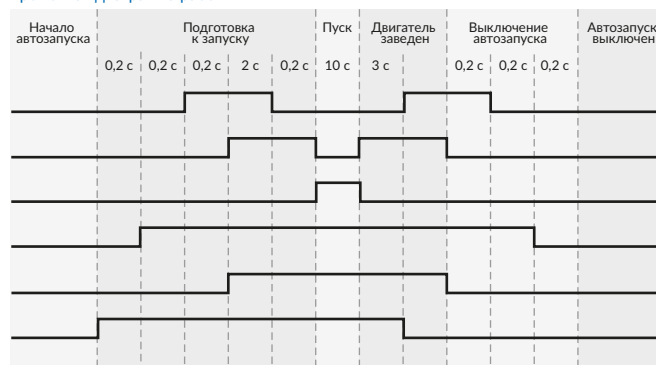 Начало
автозапуска
Подготовка
к запуску
Пуск
Двигатель
заведен
Выключение
автозапуска
Автозапуск
выключен
0,2 с 0,2 с 0,2 с 2 с 0,2 с 10 с 3 с 0,2 с 0,2 с 0,2 с